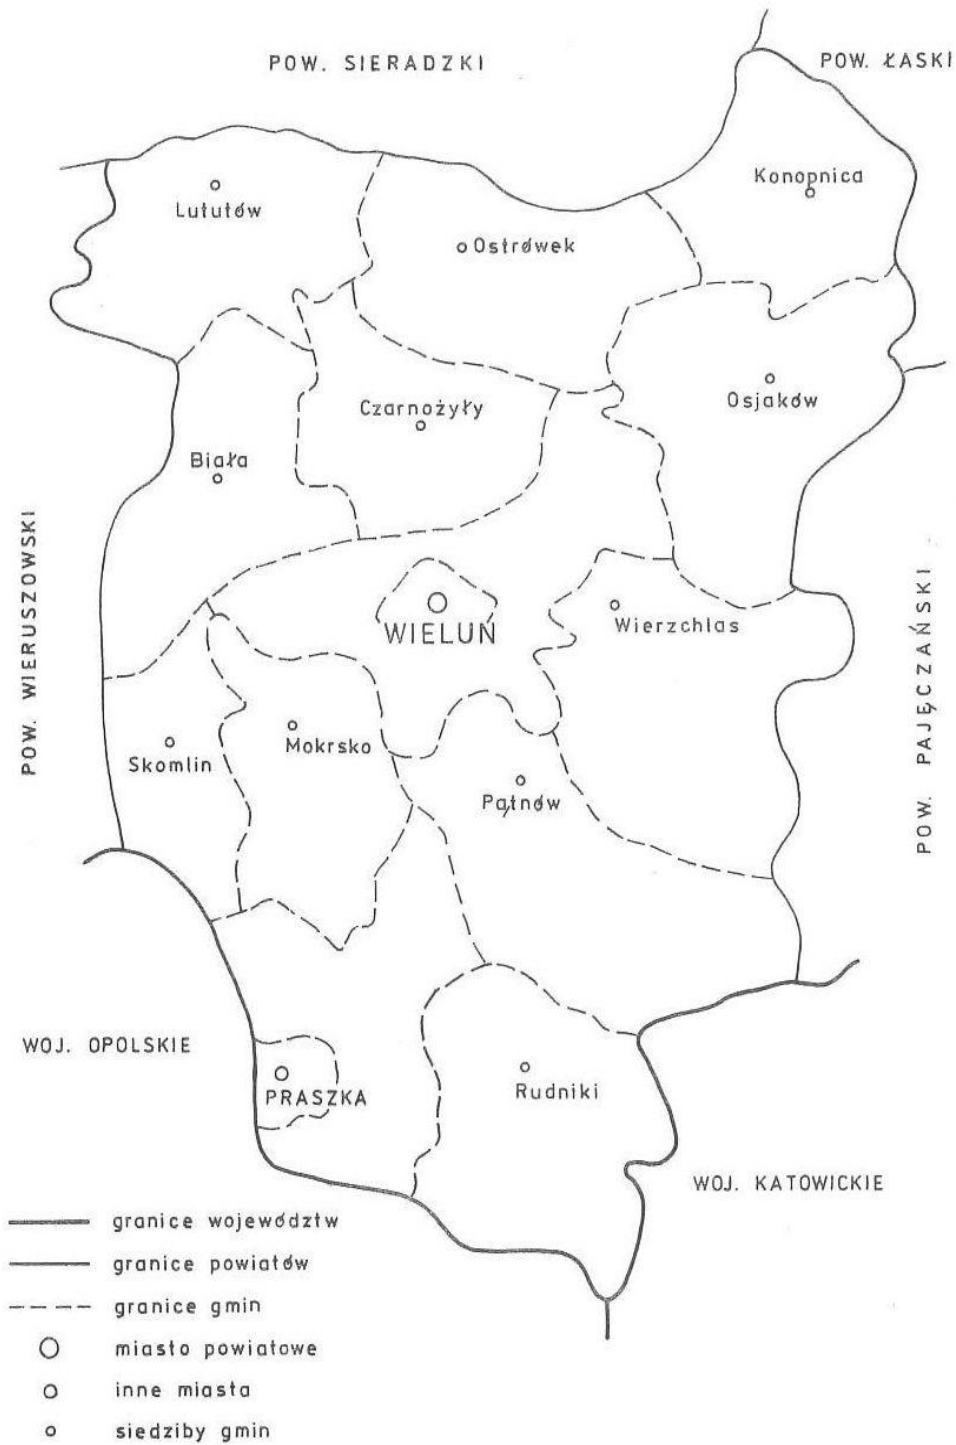 POW. SIERADZKI
POW. ŁASKI
Konopnica
Lututów
Ostrówek
Osjaków
Czarnożyły
Biała
POW. WIERUSZOWSKI
POW. PAJĘCZAŃSKI
WIELUŃ
Wierzchlas
Skomlin
Mokrsko
Pątnów
WOJ. OPOLSKIE
PRASZKA
Rudniki
WOJ. KATOWICKIE
granice województw
granice powiatów
granice gmin
miasto powiatowe
inne miasta
siedziby gmin